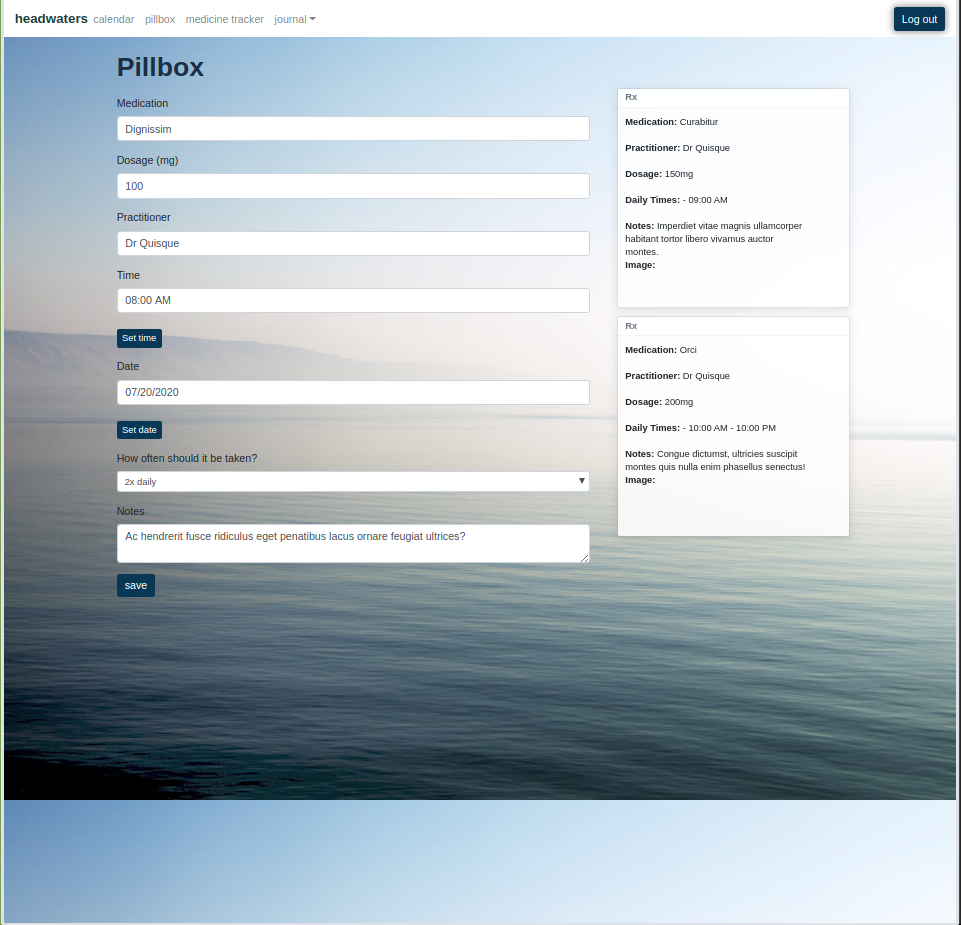 headwaters calendar pillbox medicine tracker journal Log out
Pillbox
Medication
Dignissim
Dosage (mg)
100
Practitioner
Dr Quisque
Time
08:00 AM
Set time
Date
07/20/2020
Set date
How often should it be taken?
2x daily
Notes
Ac hendrerit fusce ridiculus eget penatibus lacus ornare feugiat ultrices?
save
Rx
Medication: Curabitur
Practitioner: Dr Quisque
Dosage: 150mg
Daily Times: - 09:00 AM
Notes: Imperdiet vitae magnis ullamcorper
habitant tortor libero vivamus auctor
montes.
Image:
Rx
Medication: Orci
Practitioner: Dr Quisque
Dosage: 200mg
Daily Times: - 10:00 AM - 10:00 PM
Notes: Congue dictumst, ultricies suscipit
montes quis nulla enim phasellus senectus!
Image: